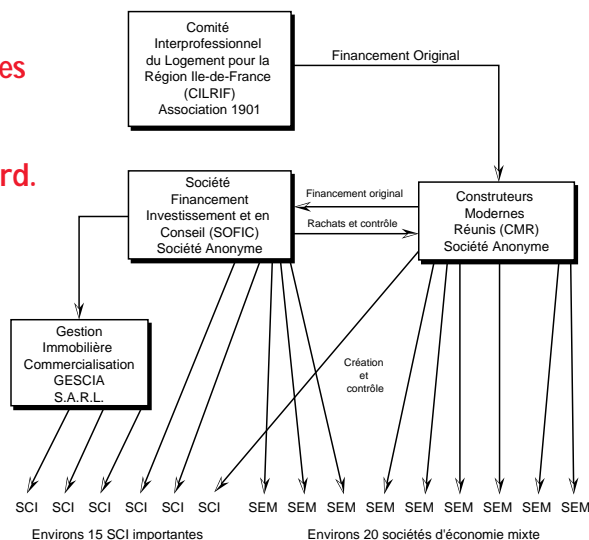 es
rd.
Comité
Interprofessionnel
du Logement pour la
Région Ile-de-France
(CILRIF)
Association 1901
Financement Original
Société
Financement
Investissement et en
Conseil (SOFIC)
Société Anonyme
Financement original
Rachats et contrôle
Construteurs
Modernes
Réunis (CMR)
Société Anonyme
Gestion
Immobilière
Commercialisation
GESCIA
S.A.R.L.
Création
et
contrôle
SCI SCI SCI SCI SCI SCI SEM SEM SEM SEM SEM SEM SEM SEM SEM
Environs 15 SCI importantes
Environs 20 sociétés d'économie mixte